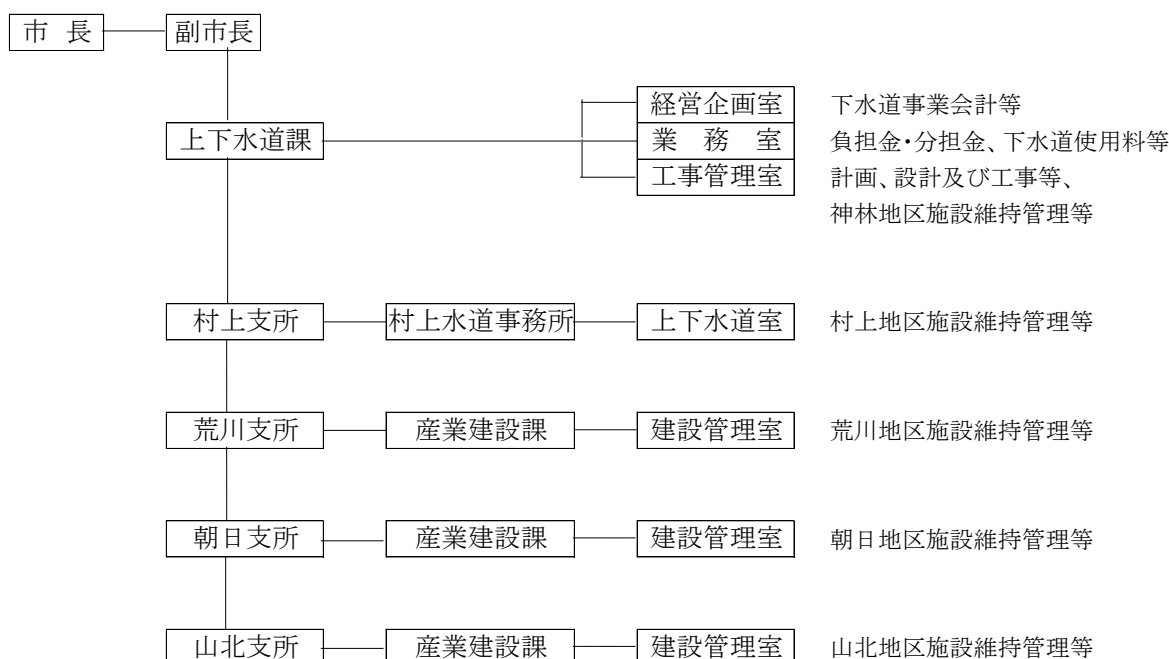 市 長 副市長
経営企画室 下水道事業会計等
上下水道課 業 務 室 負担金・分担金、下水道使用料等
工事管理室 計画、設計及び工事等、
神林地区施設維持管理等
村上支所 村上水道事務所 上下水道室 村上地区施設維持管理等
荒川支所 産業建設課 建設管理室 荒川地区施設維持管理等
朝日支所 産業建設課 建設管理室 朝日地区施設維持管理等
山北支所 産業建設課 建設管理室 山北地区施設維持管理等